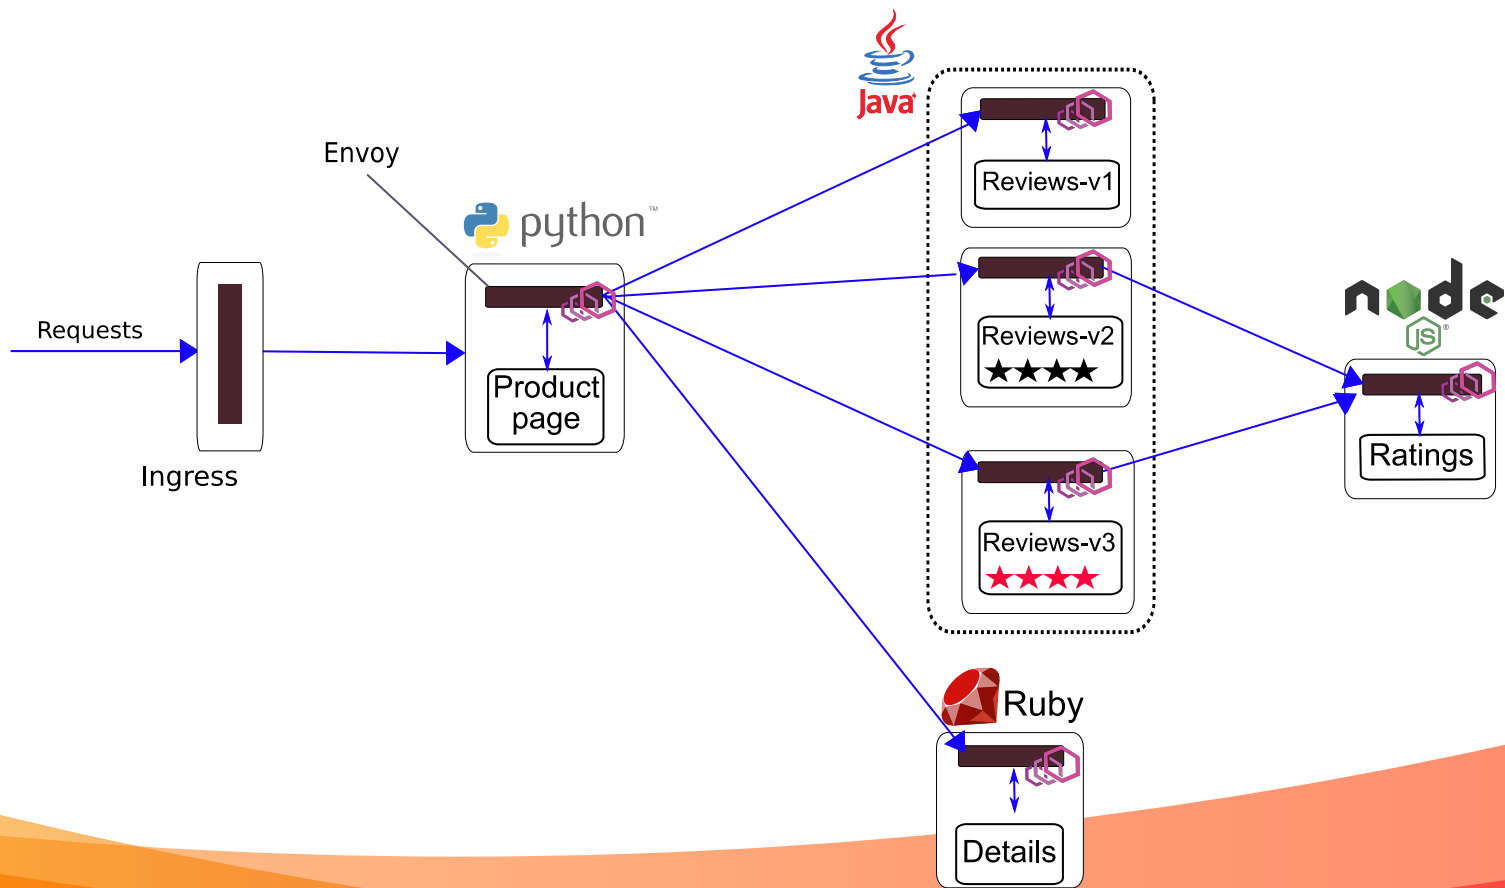 Java
Envoy
python™
Requests
Ingress
Product
page
Reviews-v1
Reviews-v2
Reviews-v3
node
JS®
Ratings
Ruby
Details